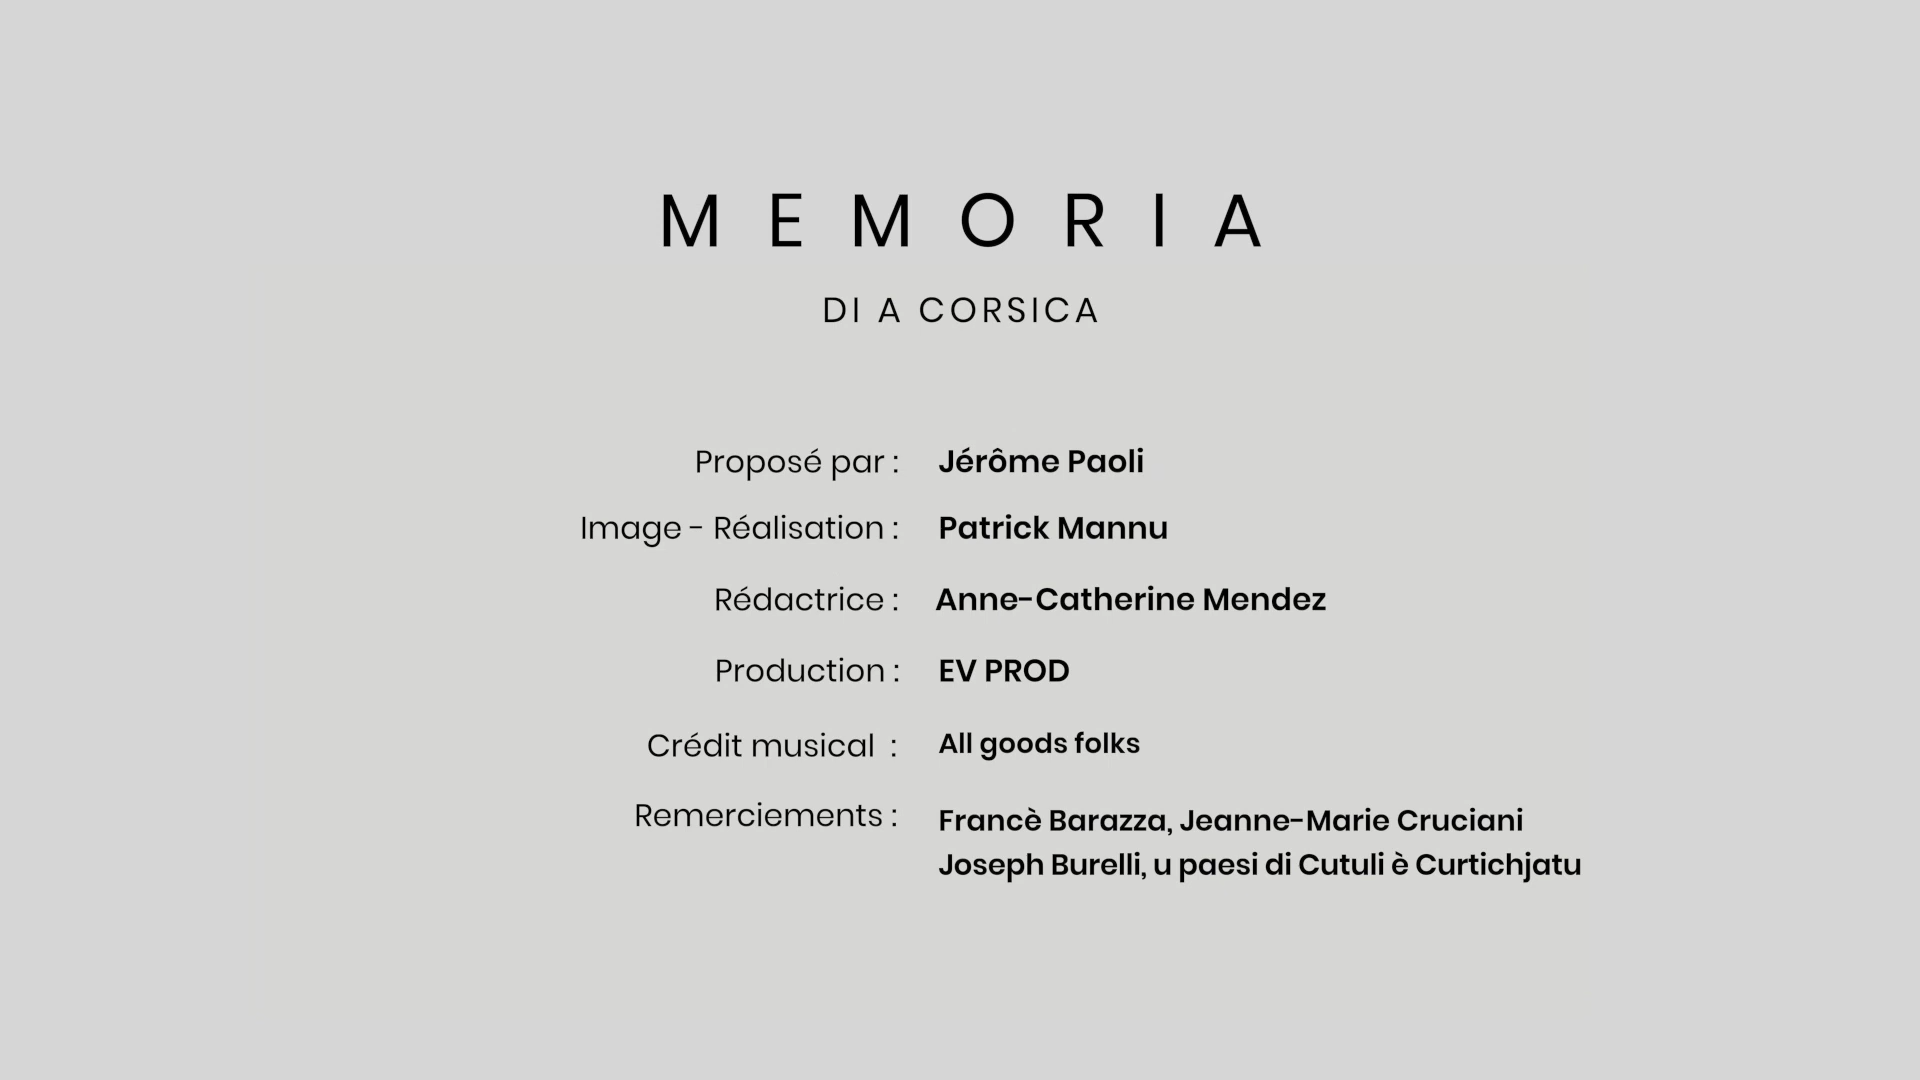 MEMORIA
DI A CORSICA
Proposé par : Jérôme Paoli
Image - Réalisation : Patrick Mannu
Rédactrice : Anne-Catherine Mendez
Production : EV PROD
Crédit musical : All goods folks
Remerciements : Francè Barazza, Jeanne-Marie Cruciani
Joseph Burelli, u paesi di Cutuli è Curtichjatu